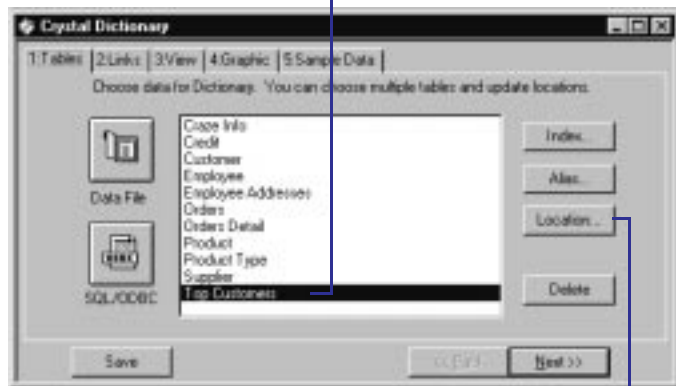 Crystal Dictionary
1:Tables 2:Links 3:View 4:Graphic 5:Sample Data
Choose data for Dictionary. You can choose multiple tables and update locations.
Data File
SQL/ODBC
Craze Info
Credit
Customer
Employee
Employee Addresses
Orders
Orders Detail
Product
Product Type
Supplier
Top Customers
Index...
Alias...
Location...
Delete
Save
<< Back
Next >>